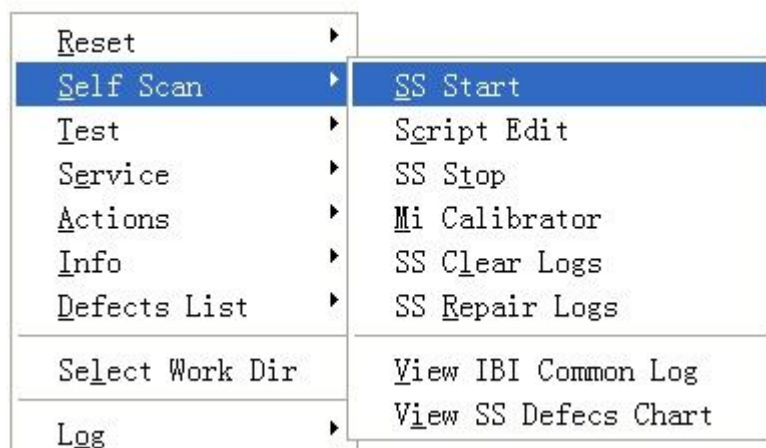 Reset
Self Scan
Test
Service
Actions
Info
Defects List
Select Work Dir
Log
SS Start
Script Edit
SS Stop
Mi Calibrator
SS Clear Logs
SS Repair Logs
View IBI Common Log
View SS Defecs Chart